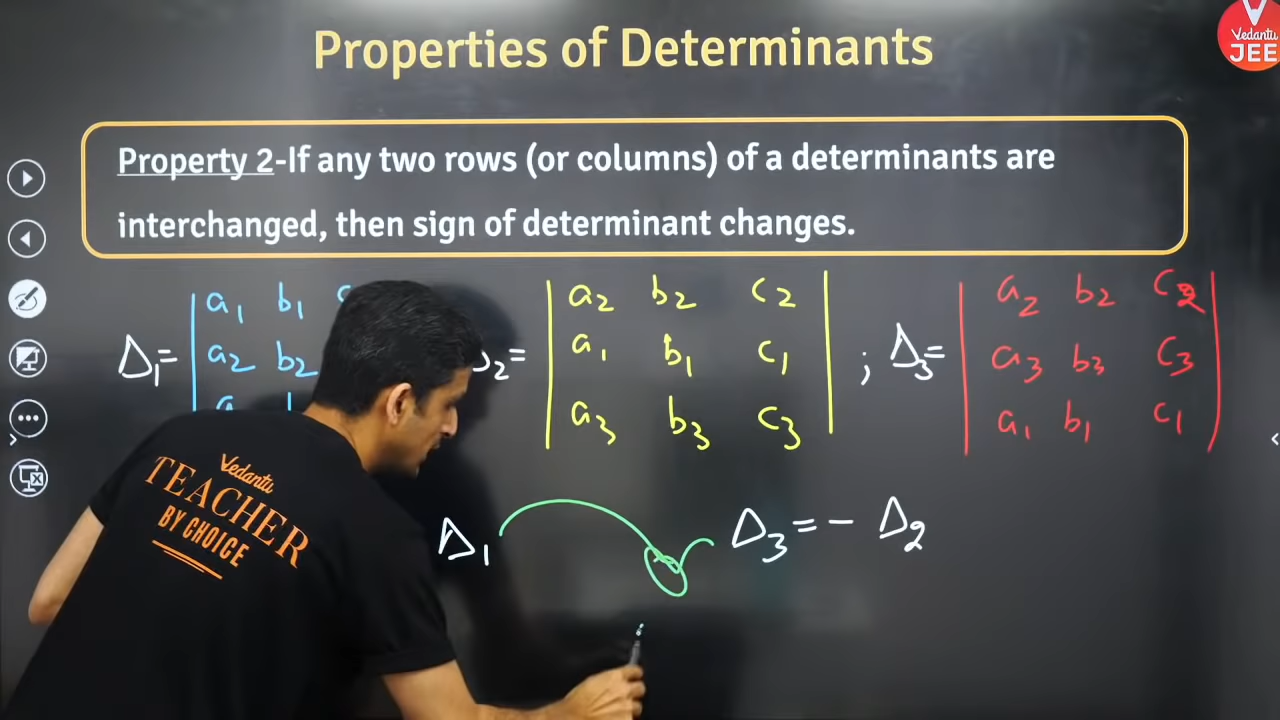 Properties of Determinants
Vedantu
JEE
Property 2-If any two rows (or columns) of a determinants are
interchanged, then sign of determinant changes.
Δ₁= | a₁ b₁
a₂ b₂
₂= | a₂ b₂ c₂ |
a₁ b₁ c₁
a₃ b₃ c₃
; Δ₃= | a₂ b₂ c₂ |
a₃ b₃ c₃
a₁ b₁ c₁
Δ₁
Δ₃ = - Δ₂
Vedantu
TEACHER
BY CHOICE